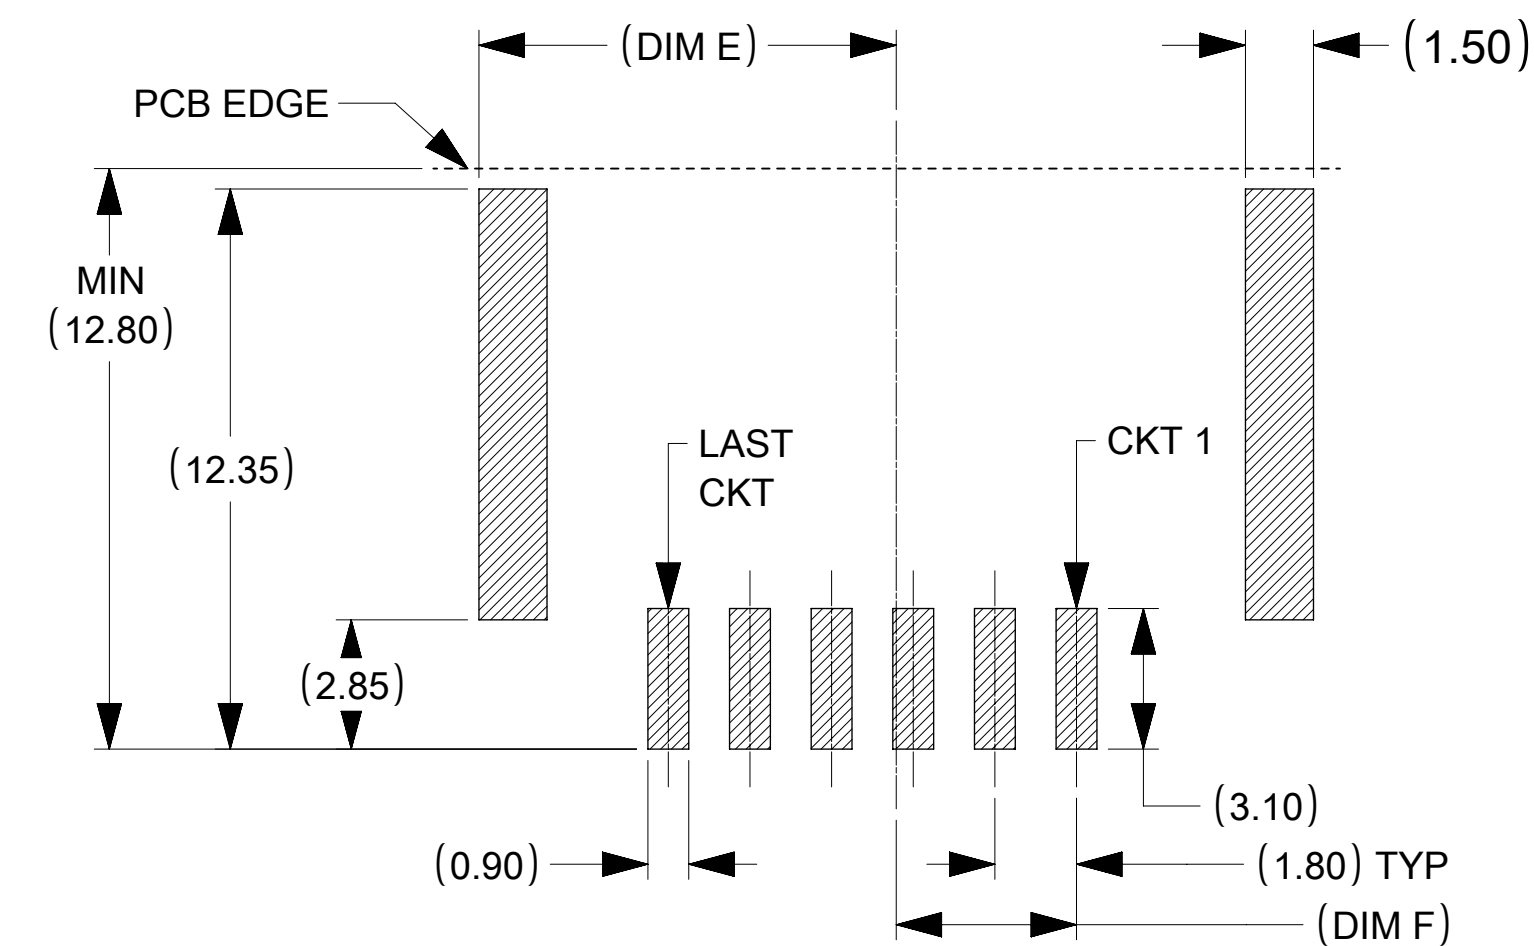 (DIM E)
(1.50)
PCB EDGE
MIN
(12.80)
(12.35)
LAST
CKT
CKT 1
(2.85)
(3.10)
(0.90)
(1.80) TYP
(DIM F)